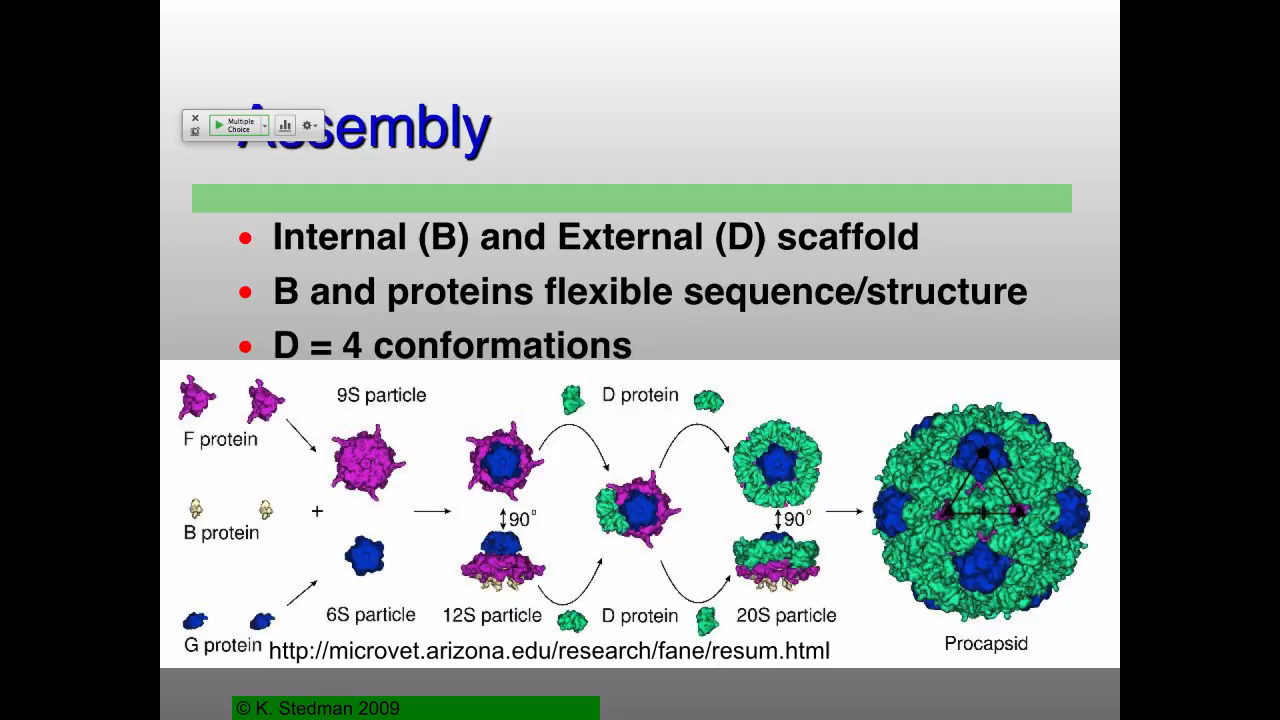 Assembly
Multiple
Choice
Internal (B) and External (D) scaffold
B and proteins flexible sequence/structure
D = 4 conformations
9S particle
D protein
F protein
B protein
+
90°
90°
6S particle
12S particle
D protein
20S particle
G protein
Procapsid
http://microvet.arizona.edu/research/fane/resum.html
© K. Stedman 2009